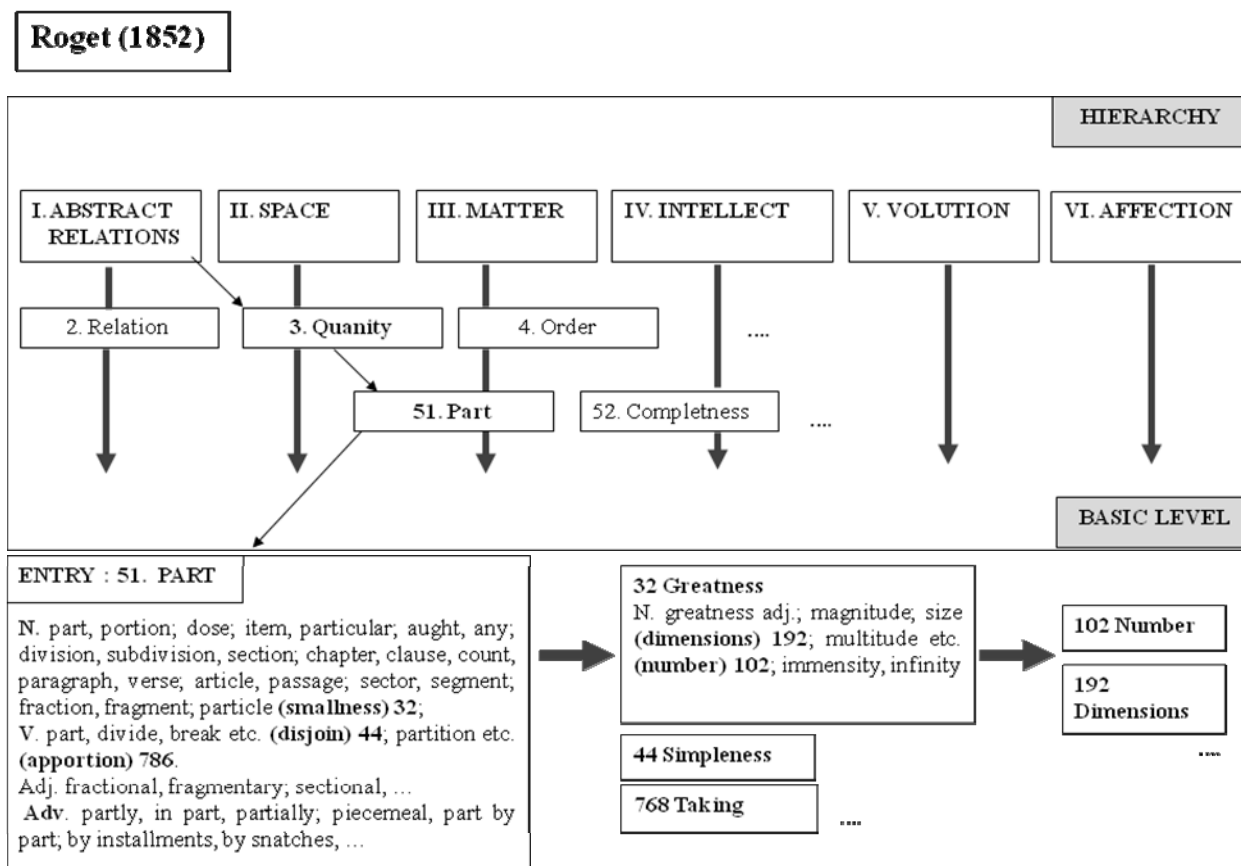 Roget (1852)
HIERARCHY
I. ABSTRACT
RELATIONS
II. SPACE
III. MATTER
IV. INTELLECT
V. VOLUTION
VI. AFFECTION
2. Relation
3. Quanity
4. Order
....
51. Part
52. Completness
....
BASIC LEVEL
ENTRY : 51. PART
N. part, portion; dose; item, particular; aught, any;
division, subdivision, section; chapter, clause, count,
paragraph, verse; article, passage; sector, segment;
fraction, fragment; particle (smallness) 32;
V. part, divide, break etc. (disjoin) 44; partition etc.
(apportion) 786.
Adj. fractional, fragmentary; sectional, ...
Adv. partly, in part, partially; piecemeal, part by
part; by installments, by snatches, ...
32 Greatness
N. greatness adj.; magnitude; size
(dimensions) 192; multitude etc.
(number) 102; immensity, infinity
44 Simpleness
768 Taking
....
102 Number
192
Dimensions
....